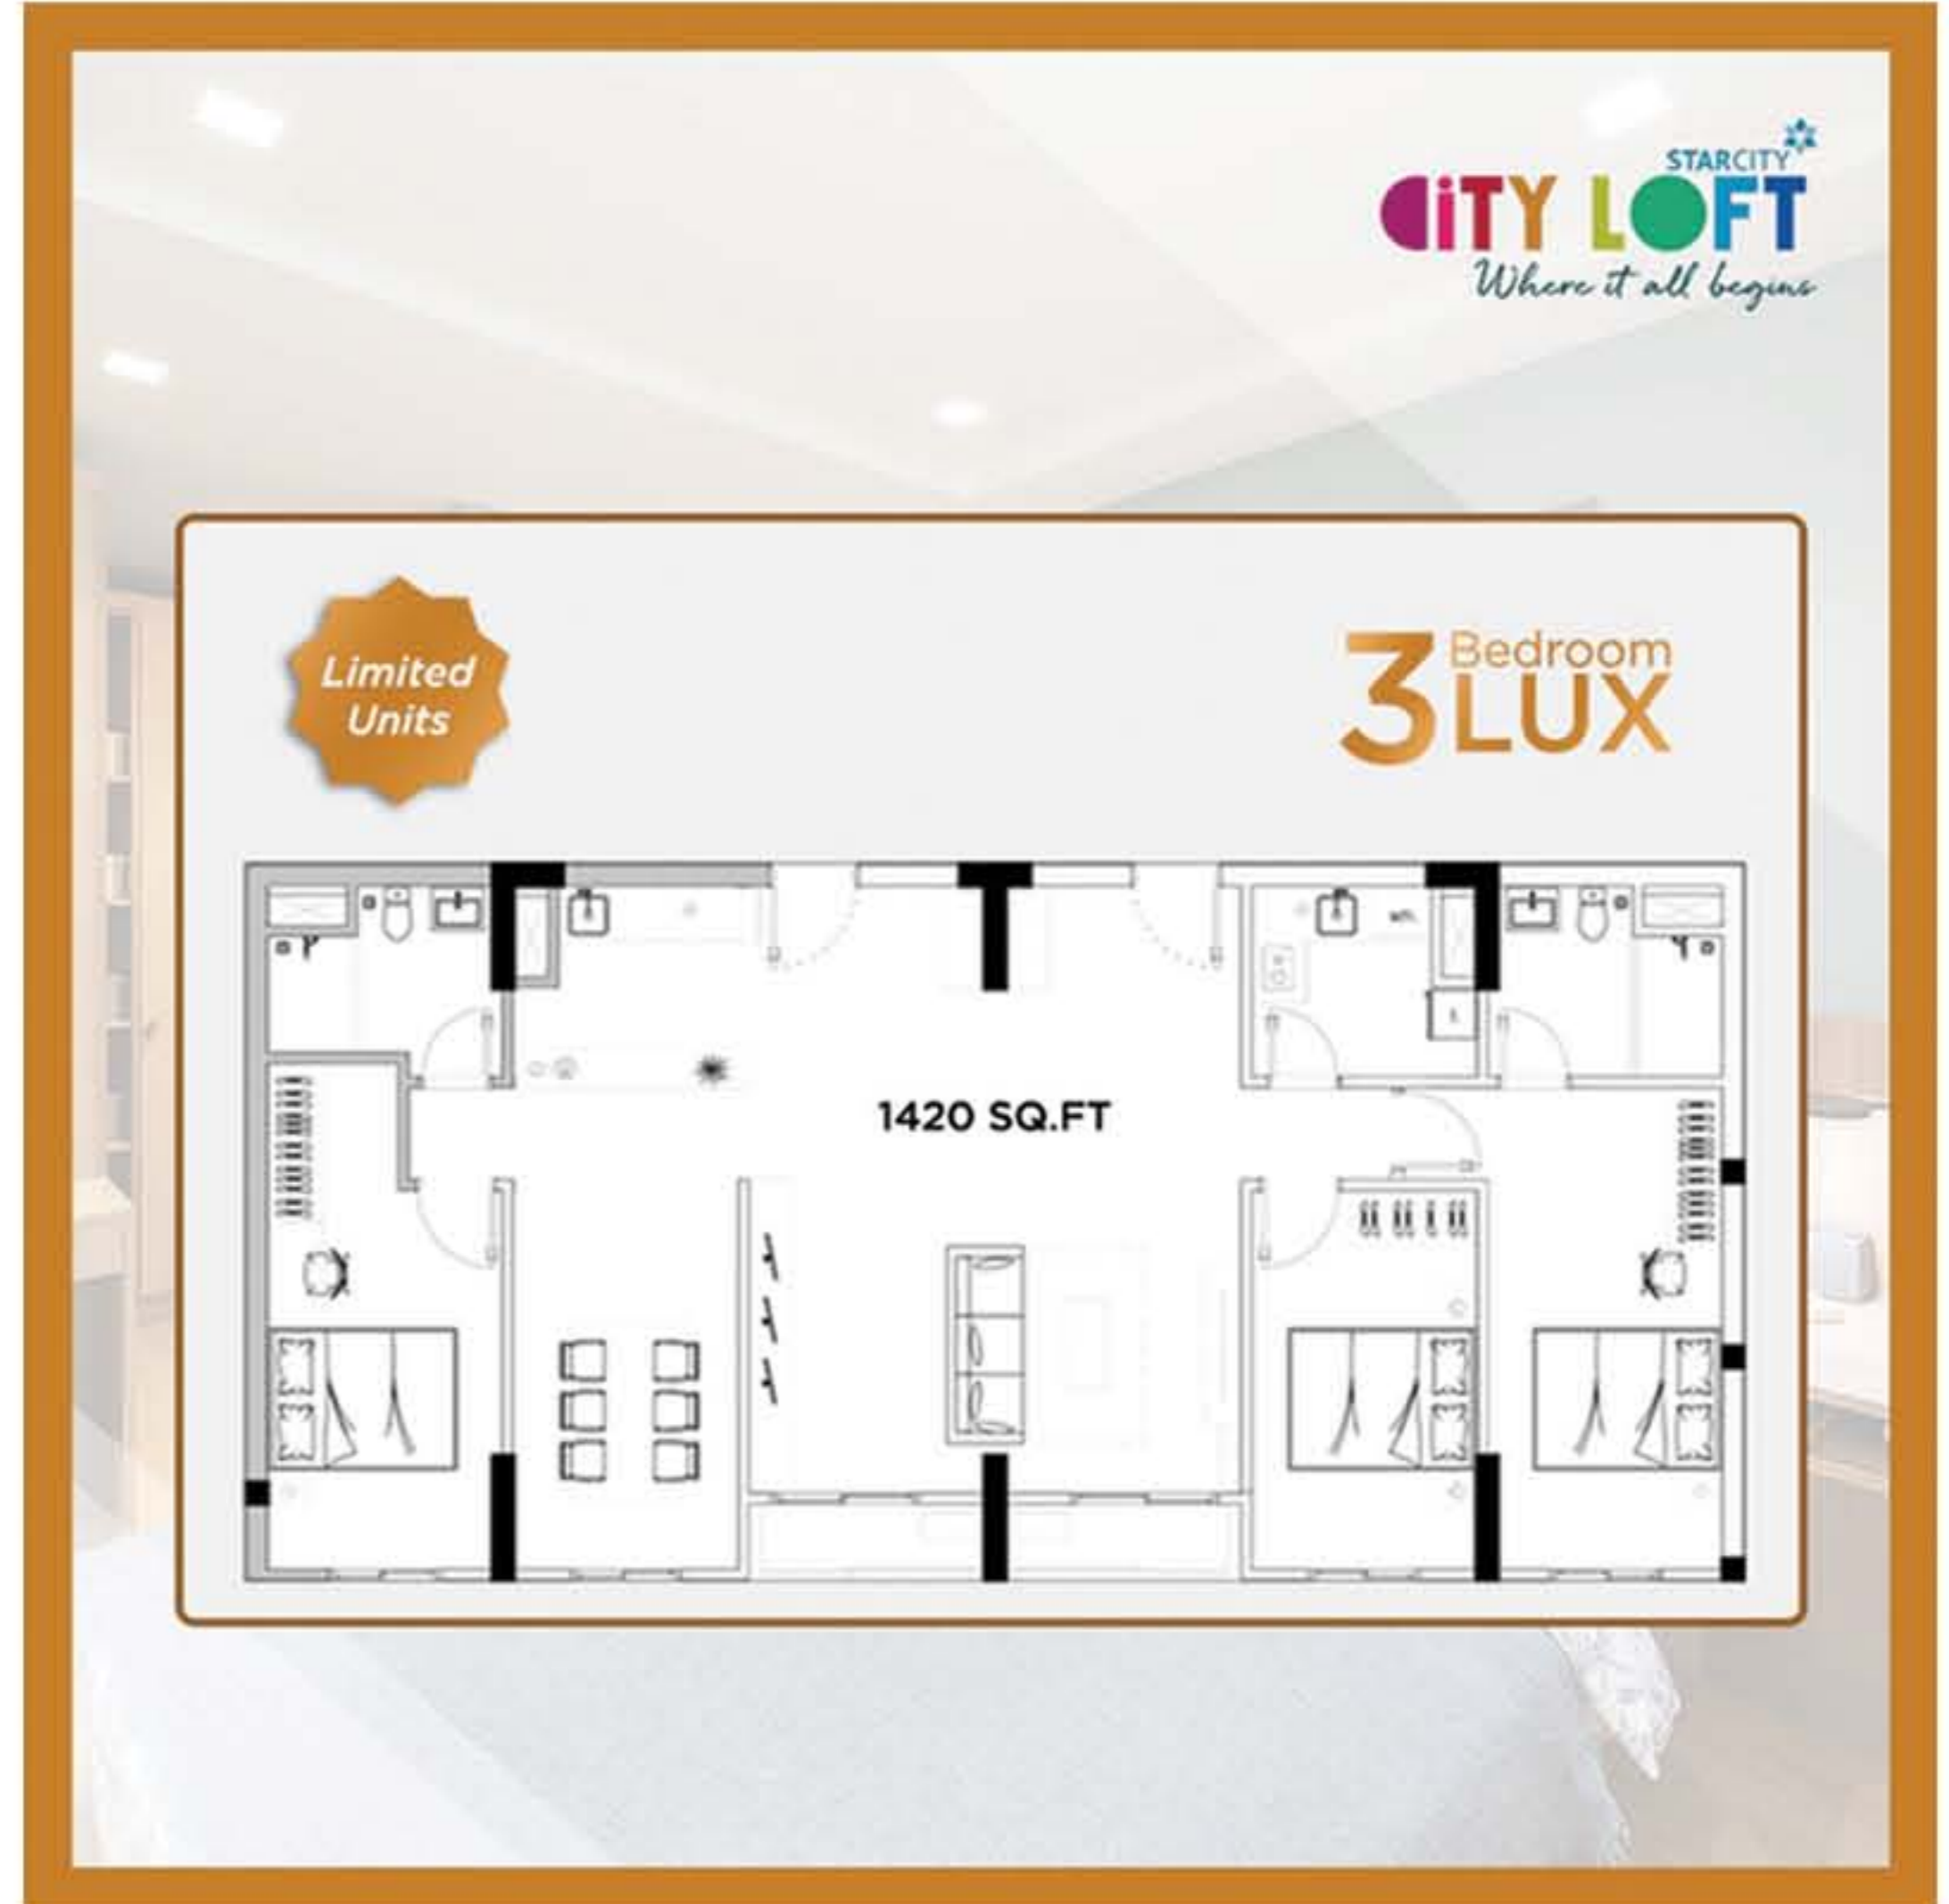 STARCITY
CiTY LOFT
Where it all begins
Limited
Units
3 Bedroom
LUX
1420 SQ.FT